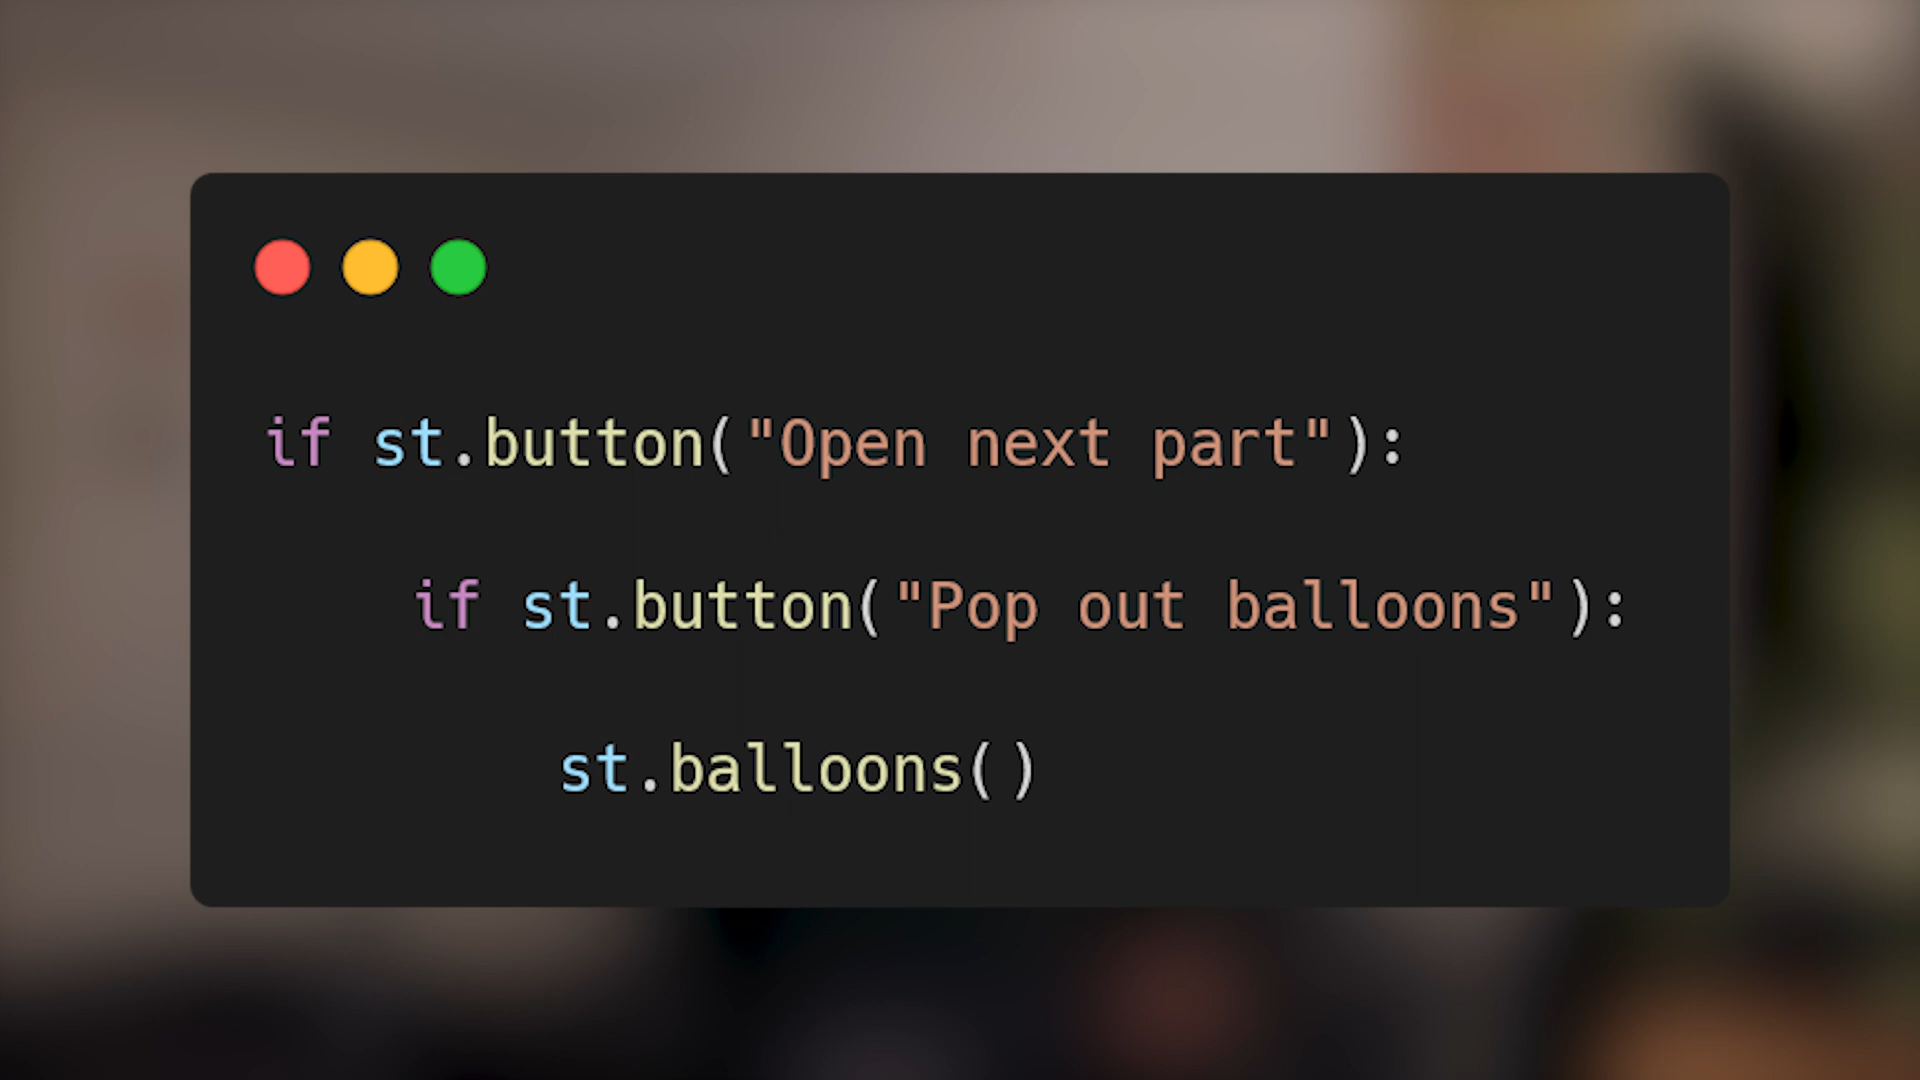 if st.button("Open next part"):
    if st.button("Pop out balloons"):
        st.balloons()